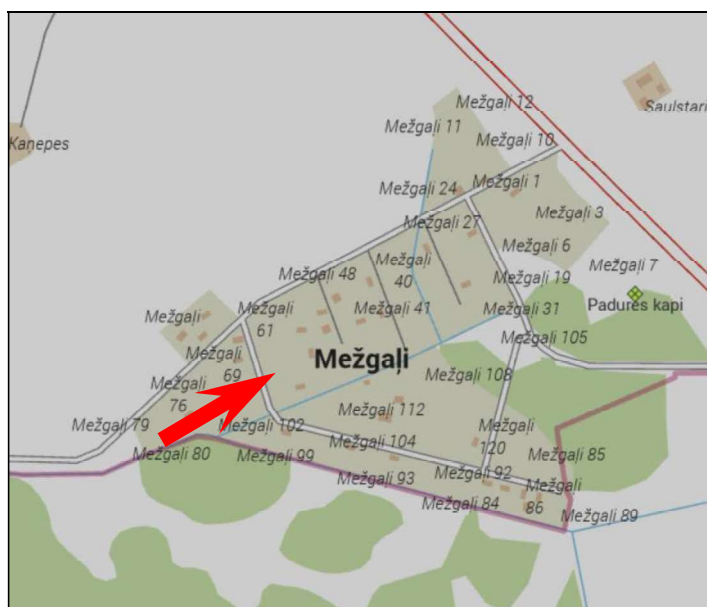 Mežgaļi 12
Saulstari
Mežgaļi 11
Mežgaļi 10
Kaņepes
Mežgaļi 24
Mežgaļi 1
Mežgaļi 27
Mežgaļi 3
Mežgaļi 6
Mežgaļi
40
Mežgaļi 7
Mežgaļi 48
Mežgaļi 19
Padures kapi
Mežgaļi
61
Mežgaļi 41
Mežgaļi 31
Mežgaļi
Mežgaļi 105
Mežgaļi
69
Mežgaļi
Mežgaļi 108
Mežgaļi
76
Mežgaļi 112
Mežgaļi 79
Mežgaļi 102
Mežgaļi
120
Mežgaļi 104
Mežgaļi 80
Mežgaļi 99
Mežgaļi 85
Mežgaļi 93
Mežgaļi 92
Mežgaļi
86
Mežgaļi 84
Mežgaļi 89